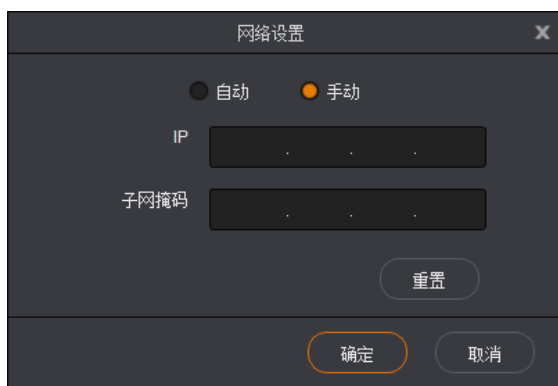 网络设置 X
自动 手动
IP . . .
子网掩码 . . .
重置
确定 取消